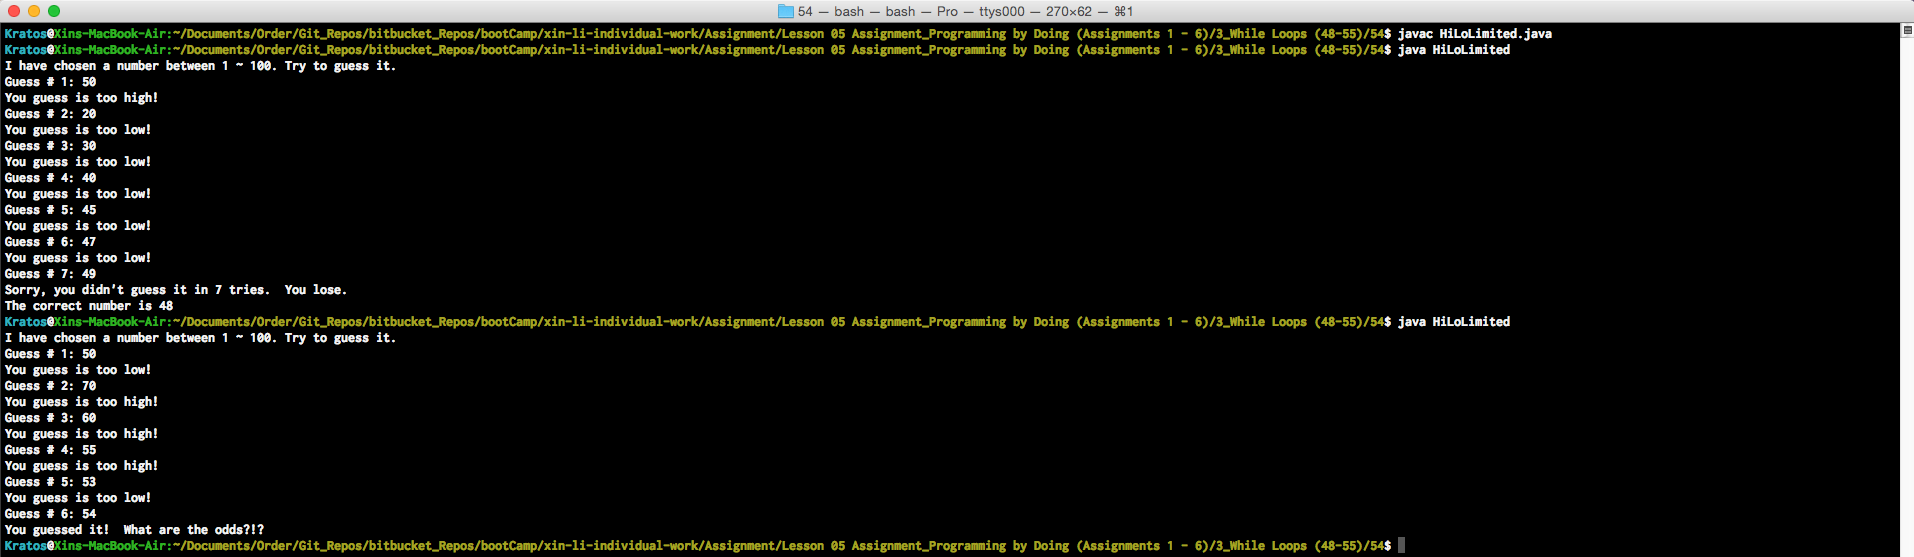 54 — bash — bash — Pro — ttys000 — 270×62 — ⌘1
Kratos@Xins-MacBook-Air:~/Documents/Order/Git_Repos/bitbucket_Repos/bootCamp/xin-li-individual-work/Assignment/Lesson 05 Assignment_Programming by Doing (Assignments 1 - 6)/3_While Loops (48-55)/54$ javac HiLoLimited.java
Kratos@Xins-MacBook-Air:~/Documents/Order/Git_Repos/bitbucket_Repos/bootCamp/xin-li-individual-work/Assignment/Lesson 05 Assignment_Programming by Doing (Assignments 1 - 6)/3_While Loops (48-55)/54$ java HiLoLimited
I have chosen a number between 1 ~ 100. Try to guess it.
Guess # 1: 50
You guess is too high!
Guess # 2: 20
You guess is too low!
Guess # 3: 30
You guess is too low!
Guess # 4: 40
You guess is too low!
Guess # 5: 45
You guess is too low!
Guess # 6: 47
You guess is too low!
Guess # 7: 49
Sorry, you didn't guess it in 7 tries.  You lose.
The correct number is 48
Kratos@Xins-MacBook-Air:~/Documents/Order/Git_Repos/bitbucket_Repos/bootCamp/xin-li-individual-work/Assignment/Lesson 05 Assignment_Programming by Doing (Assignments 1 - 6)/3_While Loops (48-55)/54$ java HiLoLimited
I have chosen a number between 1 ~ 100. Try to guess it.
Guess # 1: 50
You guess is too low!
Guess # 2: 70
You guess is too high!
Guess # 3: 60
You guess is too high!
Guess # 4: 55
You guess is too high!
Guess # 5: 53
You guess is too low!
Guess # 6: 54
You guessed it!  What are the odds?!?
Kratos@Xins-MacBook-Air:~/Documents/Order/Git_Repos/bitbucket_Repos/bootCamp/xin-li-individual-work/Assignment/Lesson 05 Assignment_Programming by Doing (Assignments 1 - 6)/3_While Loops (48-55)/54$